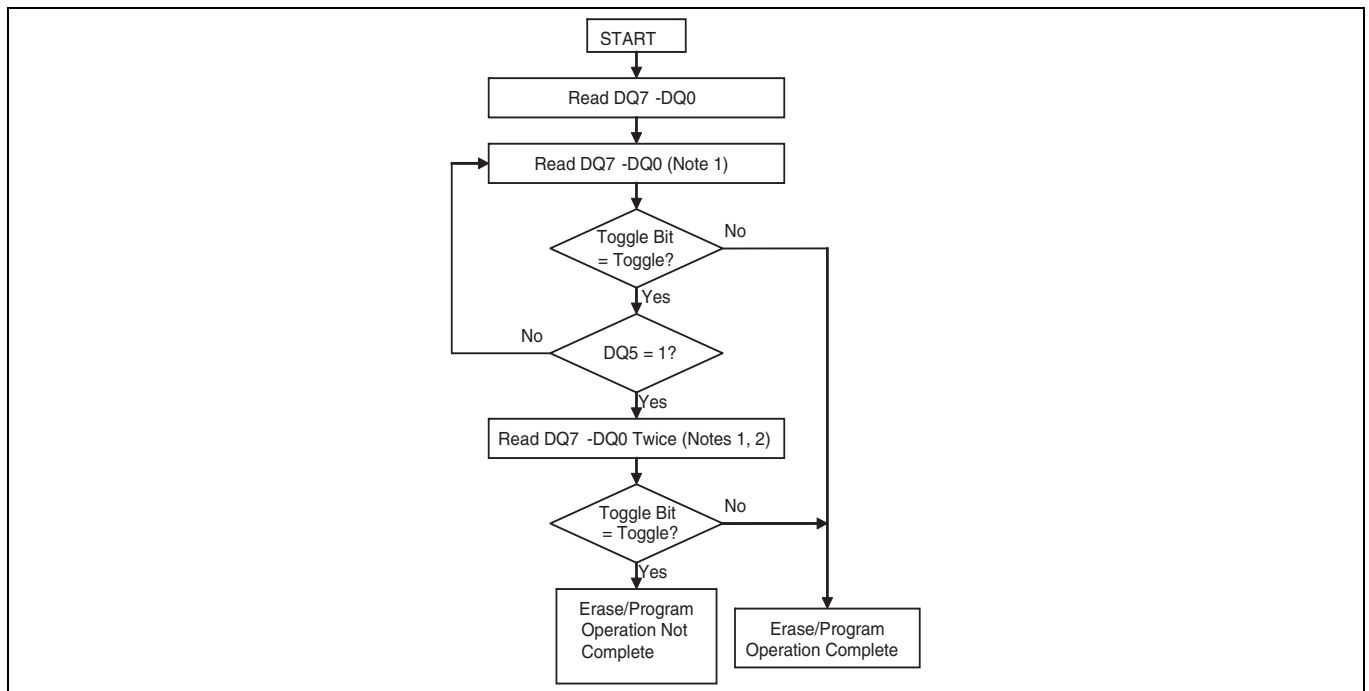 START
Read DQ7 -DQ0
Read DQ7 -DQ0 (Note 1)
Toggle Bit
= Toggle?
No
Yes
DQ5 = 1?
No
Yes
Read DQ7 -DQ0 Twice (Notes 1, 2)
Toggle Bit
= Toggle?
No
Yes
Erase/Program
Operation Not
Complete
Erase/Program
Operation Complete